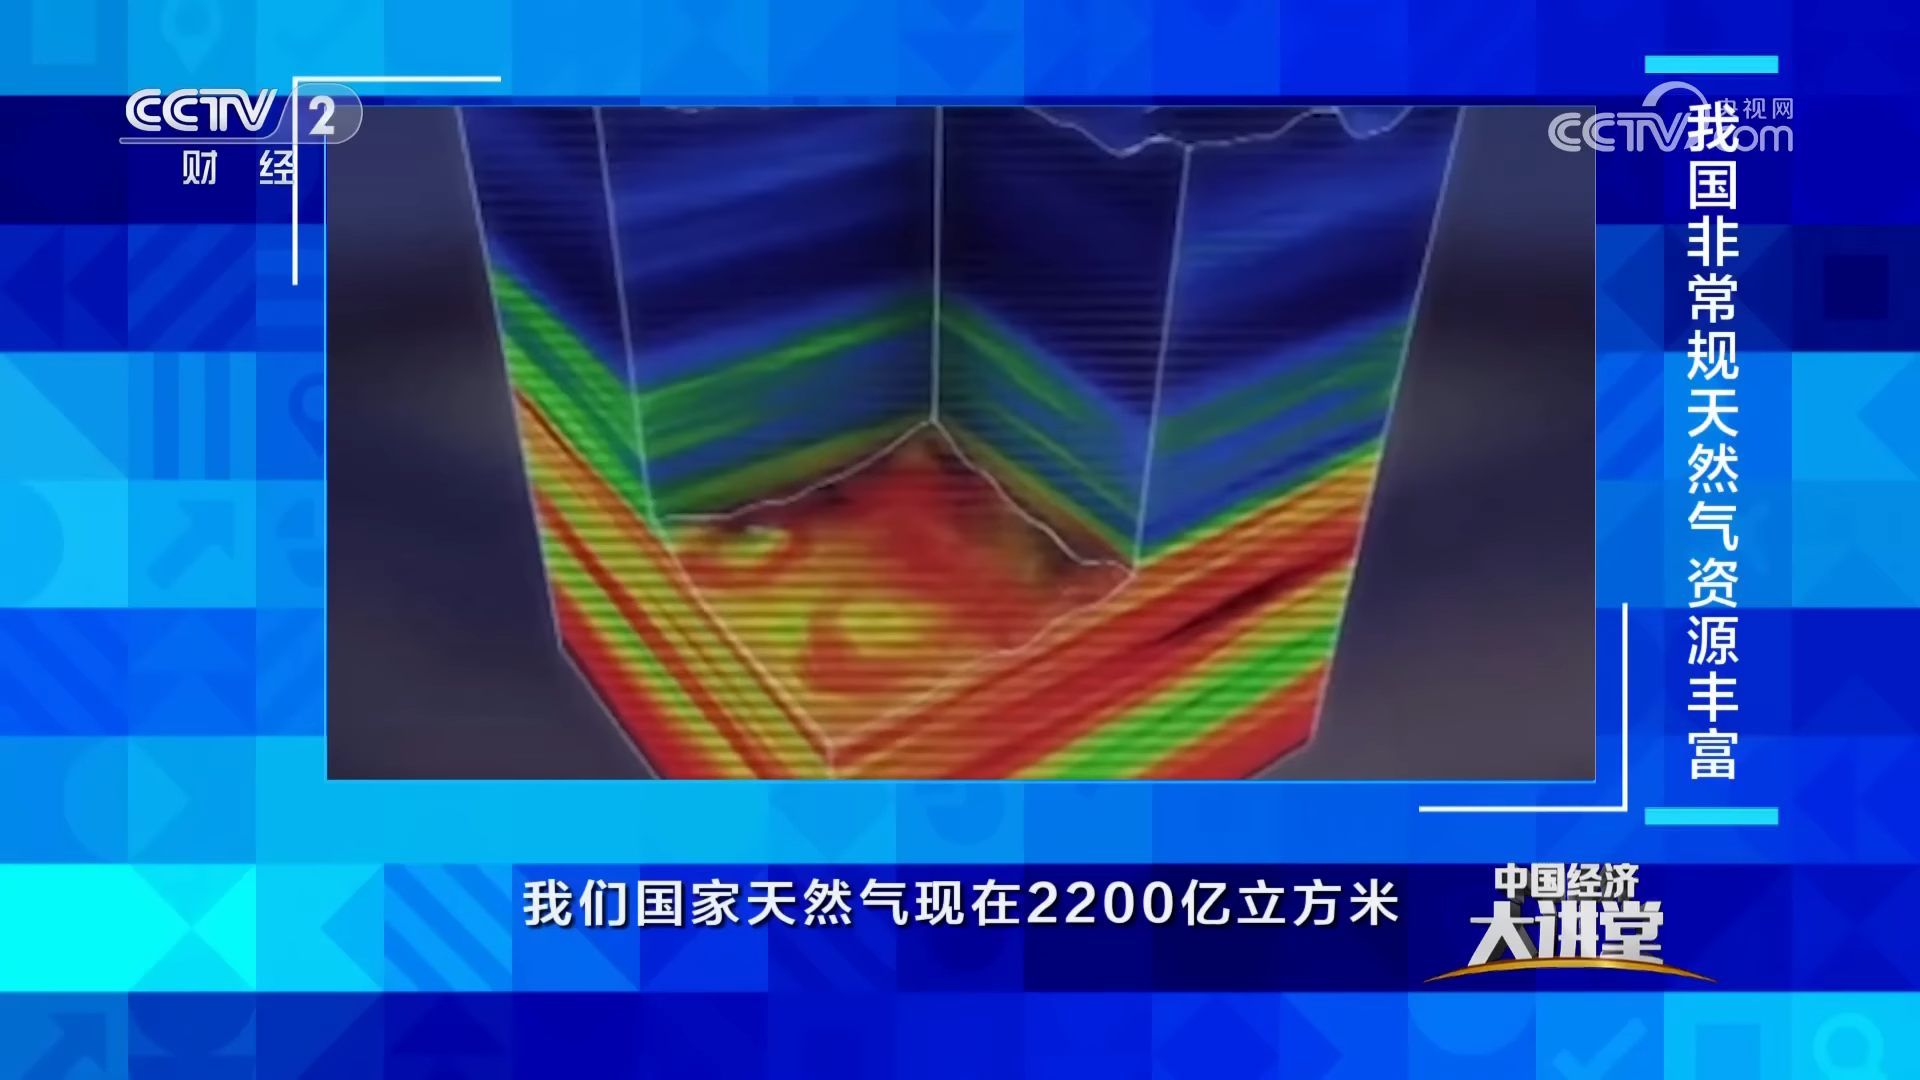 CCTV 2
财 经
央视网
CCTV.com
我国非常规天然气资源丰富
我们国家天然气现在2200亿立方米
中国经济
大讲堂